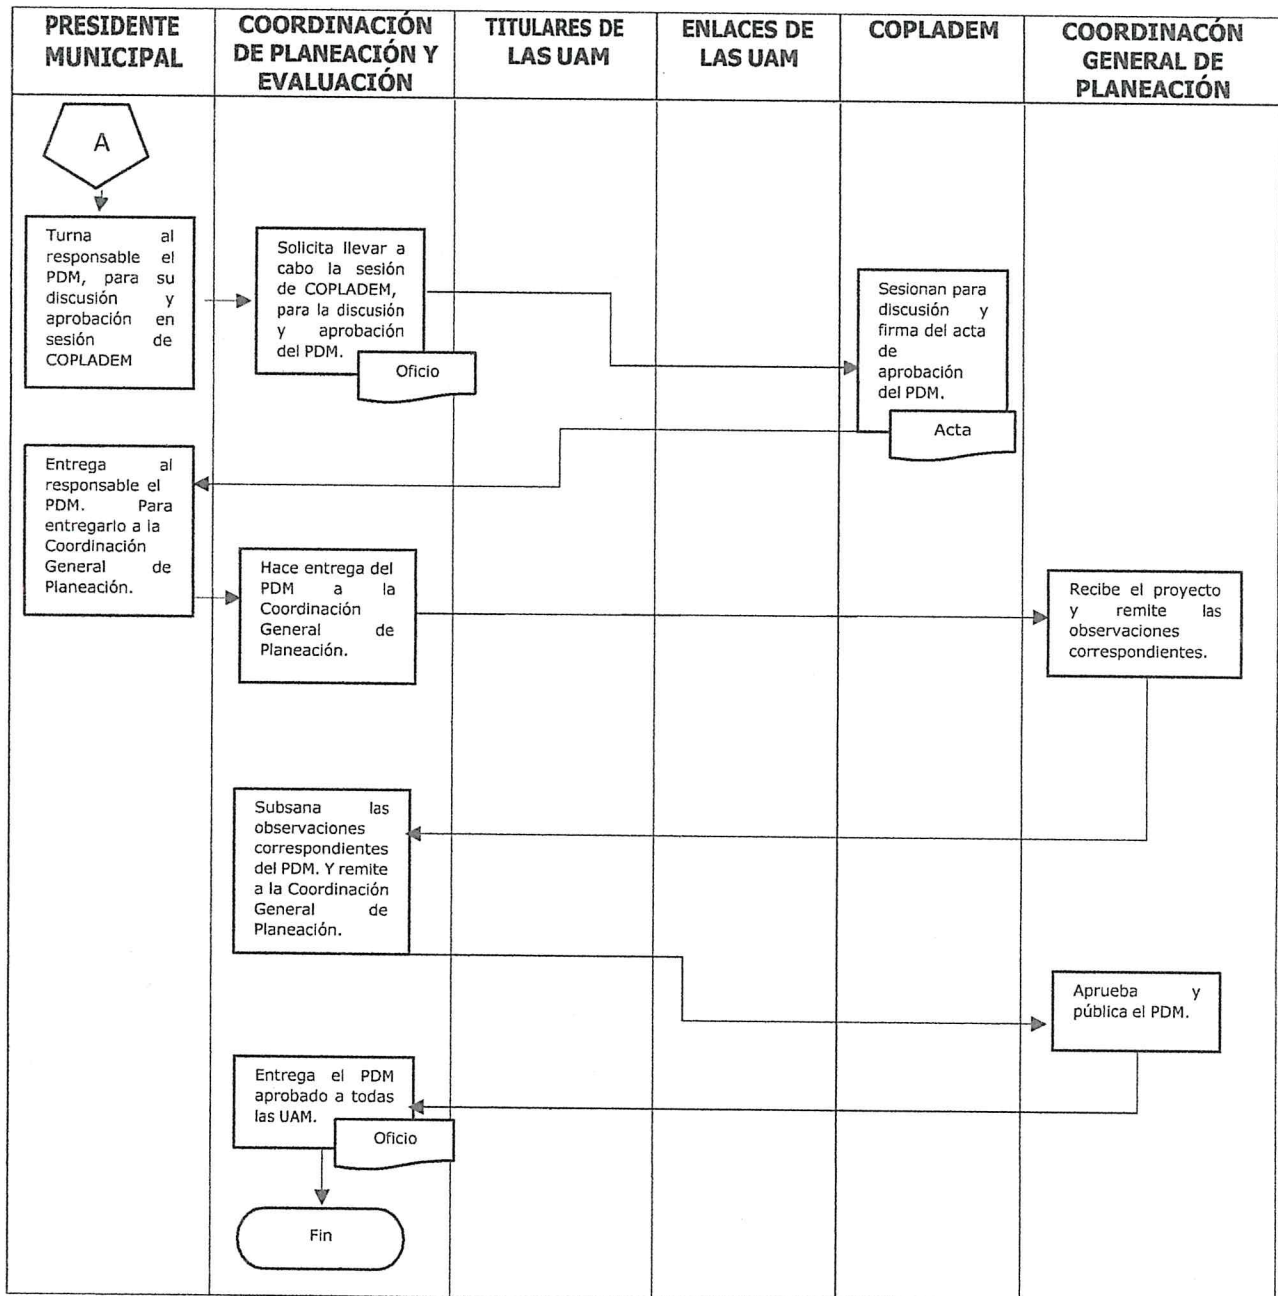 PRESIDENTE
MUNICIPAL
COORDINACIÓN
DE PLANEACIÓN Y
EVALUACIÓN
TITULARES DE
LAS UAM
ENLACES DE
LAS UAM
COPLADEM
COORDINACÓN
GENERAL DE
PLANEACIÓN
A
Turna al
responsable el
PDM, para su
discusión y
aprobación en
sesión de
COPLADEM
Solicita llevar a
cabo la sesión
de COPLADEM,
para la discusión
y aprobación
del PDM.
Oficio
Sesionan para
discusión y
firma del acta
de
aprobación
del PDM.
Acta
Entrega al
responsable el
PDM. Para
entregarlo a la
Coordinación
General de
Planeación.
Hace entrega del
PDM a la
Coordinación
General de
Planeación.
Recibe el proyecto
y remite las
observaciones
correspondientes.
Subsana las
observaciones
correspondientes
del PDM. Y remite
a la Coordinación
General de
Planeación.
Aprueba y
pública el PDM.
Entrega el PDM
aprobado a todas
las UAM.
Oficio
Fin